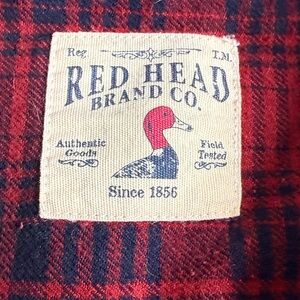 Reg. T.M.
RED HEAD
BRAND CO.
Authentic Goods
Field Tested
Since 1856